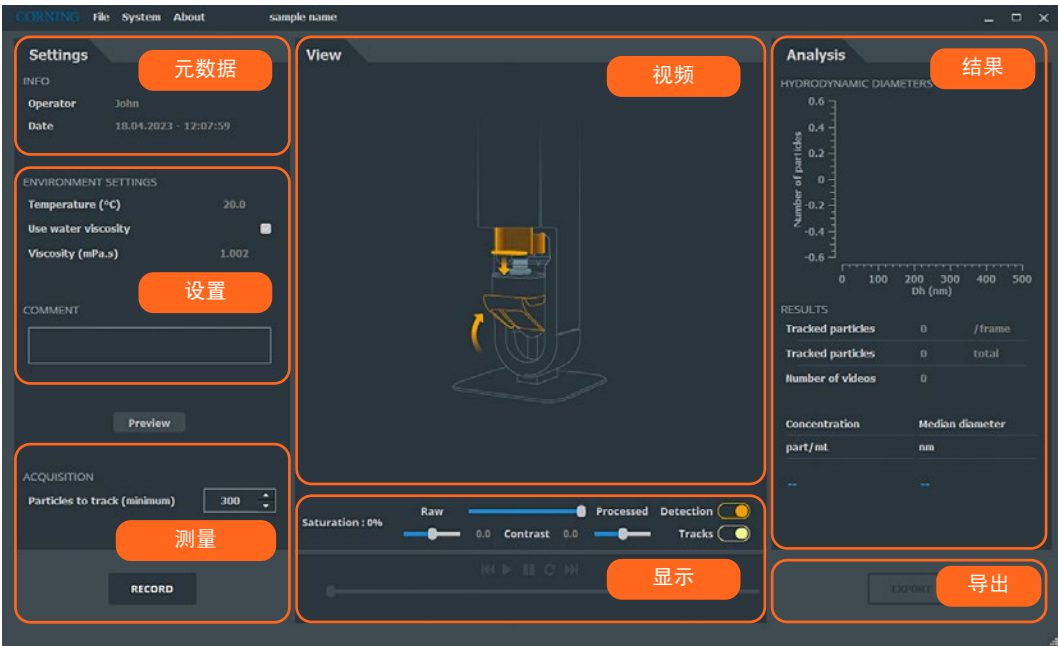 CORNING File System About sample name
Settings
元数据
INFO
Operator John
Date 18.04.2023 - 12:07:59
ENVIRONMENT SETTINGS
Temperature (°C) 20.0
Use water viscosity
Viscosity (mPa.s) 1.002
设置
COMMENT
Preview
ACQUISITION
Particles to track (minimum) 300
测量
RECORD
View
视频
Saturation : 0%
Raw Processed Detection
0.0 Contrast 0.0 Tracks
显示
Analysis
结果
HYDRODYNAMIC DIAMETERS
Number of particles
0.6
0.4
0.2
0
-0.2
-0.4
-0.6
0 100 200 300 400 500
Dh (nm)
RESULTS
Tracked particles 0 /frame
Tracked particles 0 total
Number of videos 0
Concentration Median diameter
part/mL nm
-- --
EXPORT
导出